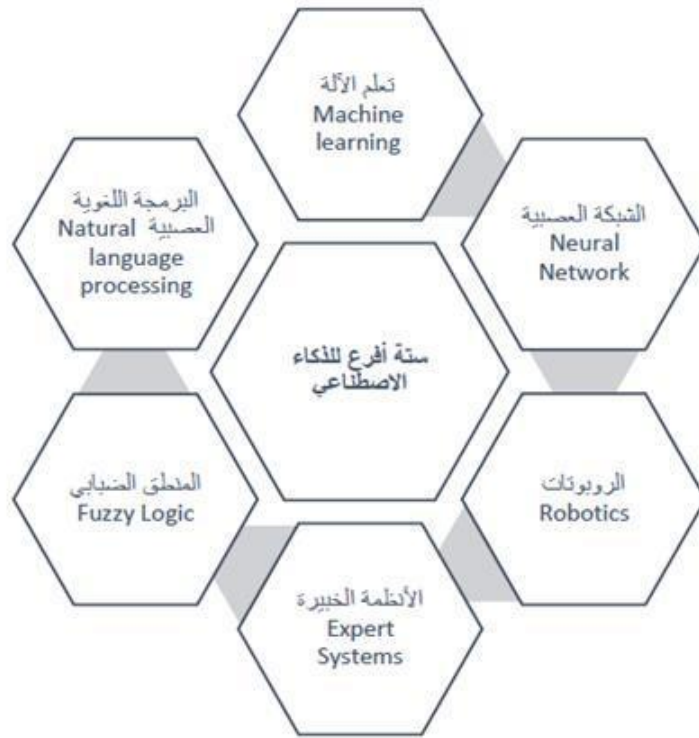 تعلم الآلة
Machine
learning
الشبكة العصبية
Neural
Network
الروبوتات
Robotics
الأنظمة الخبيرة
Expert
Systems
المنطق الضبابي
Fuzzy Logic
البرمجة اللغوية
العصبية Natural
language
processing
ستة أفرع للذكاء
الاصطناعي